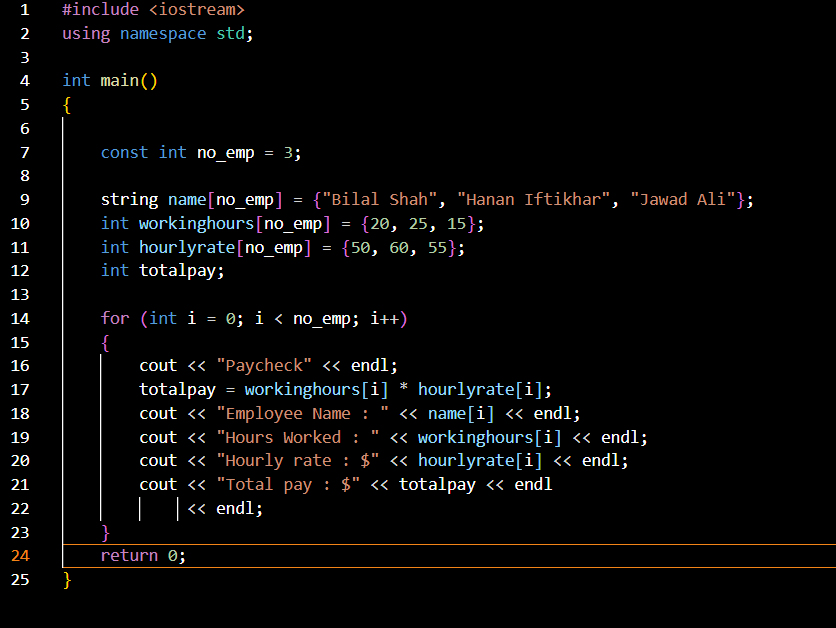 1 #include <iostream>
2 using namespace std;
3
4 int main()
5 {
6
7     const int no_emp = 3;
8
9     string name[no_emp] = {"Bilal Shah", "Hanan Iftikhar", "Jawad Ali"};
10     int workinghours[no_emp] = {20, 25, 15};
11     int hourlyrate[no_emp] = {50, 60, 55};
12     int totalpay;
13
14     for (int i = 0; i < no_emp; i++)
15     {
16         cout << "Paycheck" << endl;
17         totalpay = workinghours[i] * hourlyrate[i];
18         cout << "Employee Name : " << name[i] << endl;
19         cout << "Hours Worked : " << workinghours[i] << endl;
20         cout << "Hourly rate : $" << hourlyrate[i] << endl;
21         cout << "Total pay : $" << totalpay << endl
22              << endl;
23     }
24     return 0;
25 }